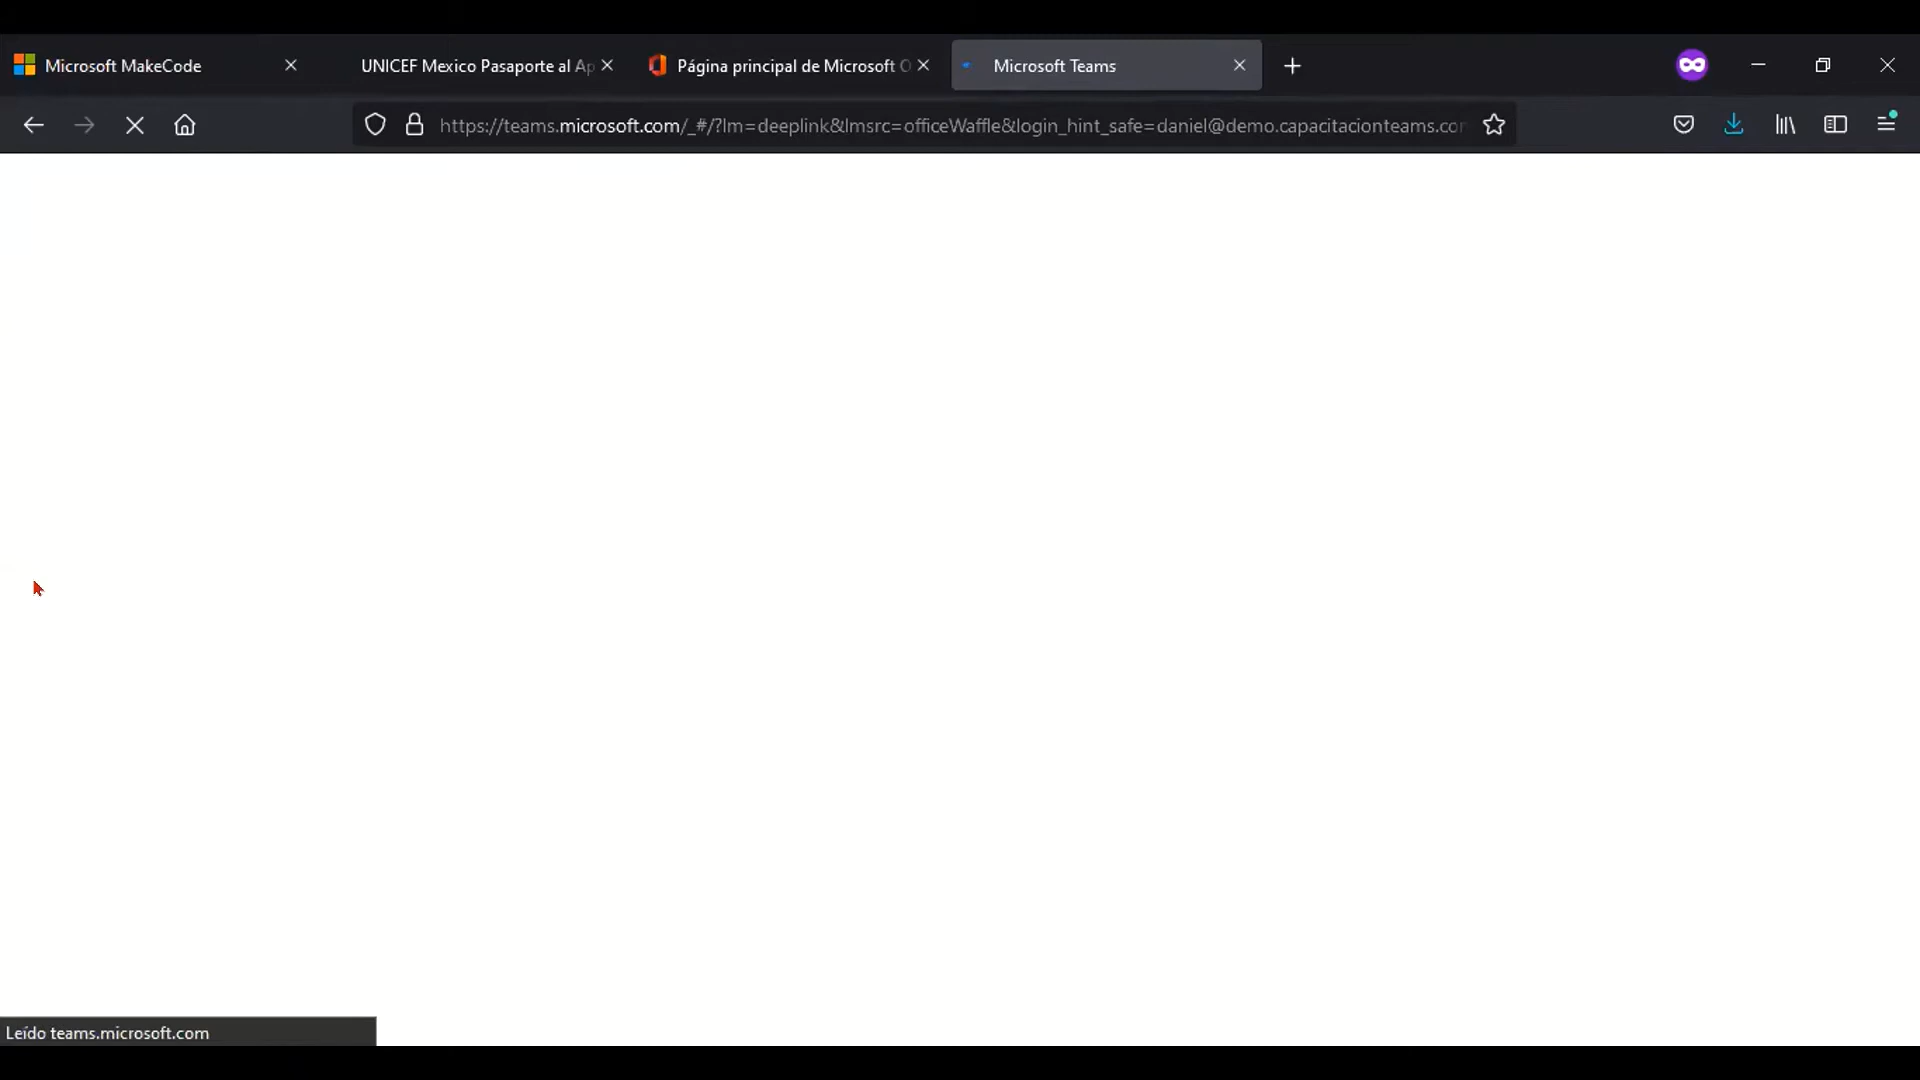 Microsoft MakeCode
UNICEF Mexico Pasaporte al Ap
Página principal de Microsoft O
Microsoft Teams
https://teams.microsoft.com/_#/?lm=deeplink&lmsrc=officeWaffle&login_hint_safe=daniel@demo.capacitacionteams.com
Leído teams.microsoft.com